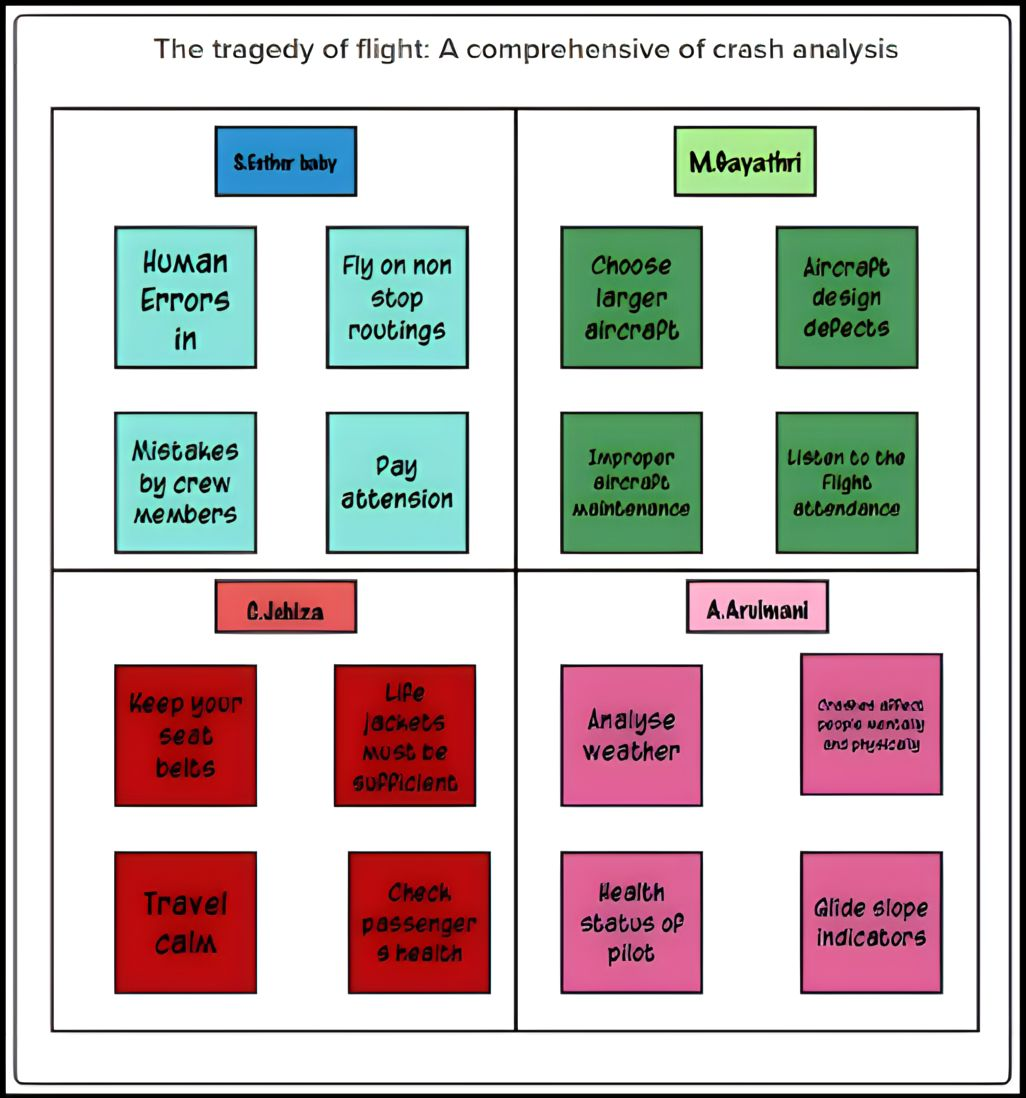 The tragedy of flight: A comprehensive of crash analysis
S.Esther baby
Human
Errors
in
Fly on non
stop
routings
Mistakes
by crew
members
Pay
attension
M.Gayathri
Choose
larger
aircraft
Aircraft
design
defects
Improper
aircraft
maintenance
Listen to the
Flight
attendance
C.Jebiza
Keep your
seat
belts
Life
jackets
must be
sufficient
Travel
calm
Check
passenger
s health
A.Arulmani
Analyse
weather
Crashes affect
people mentally
and physically
Health
status of
pilot
Glide slope
indicators